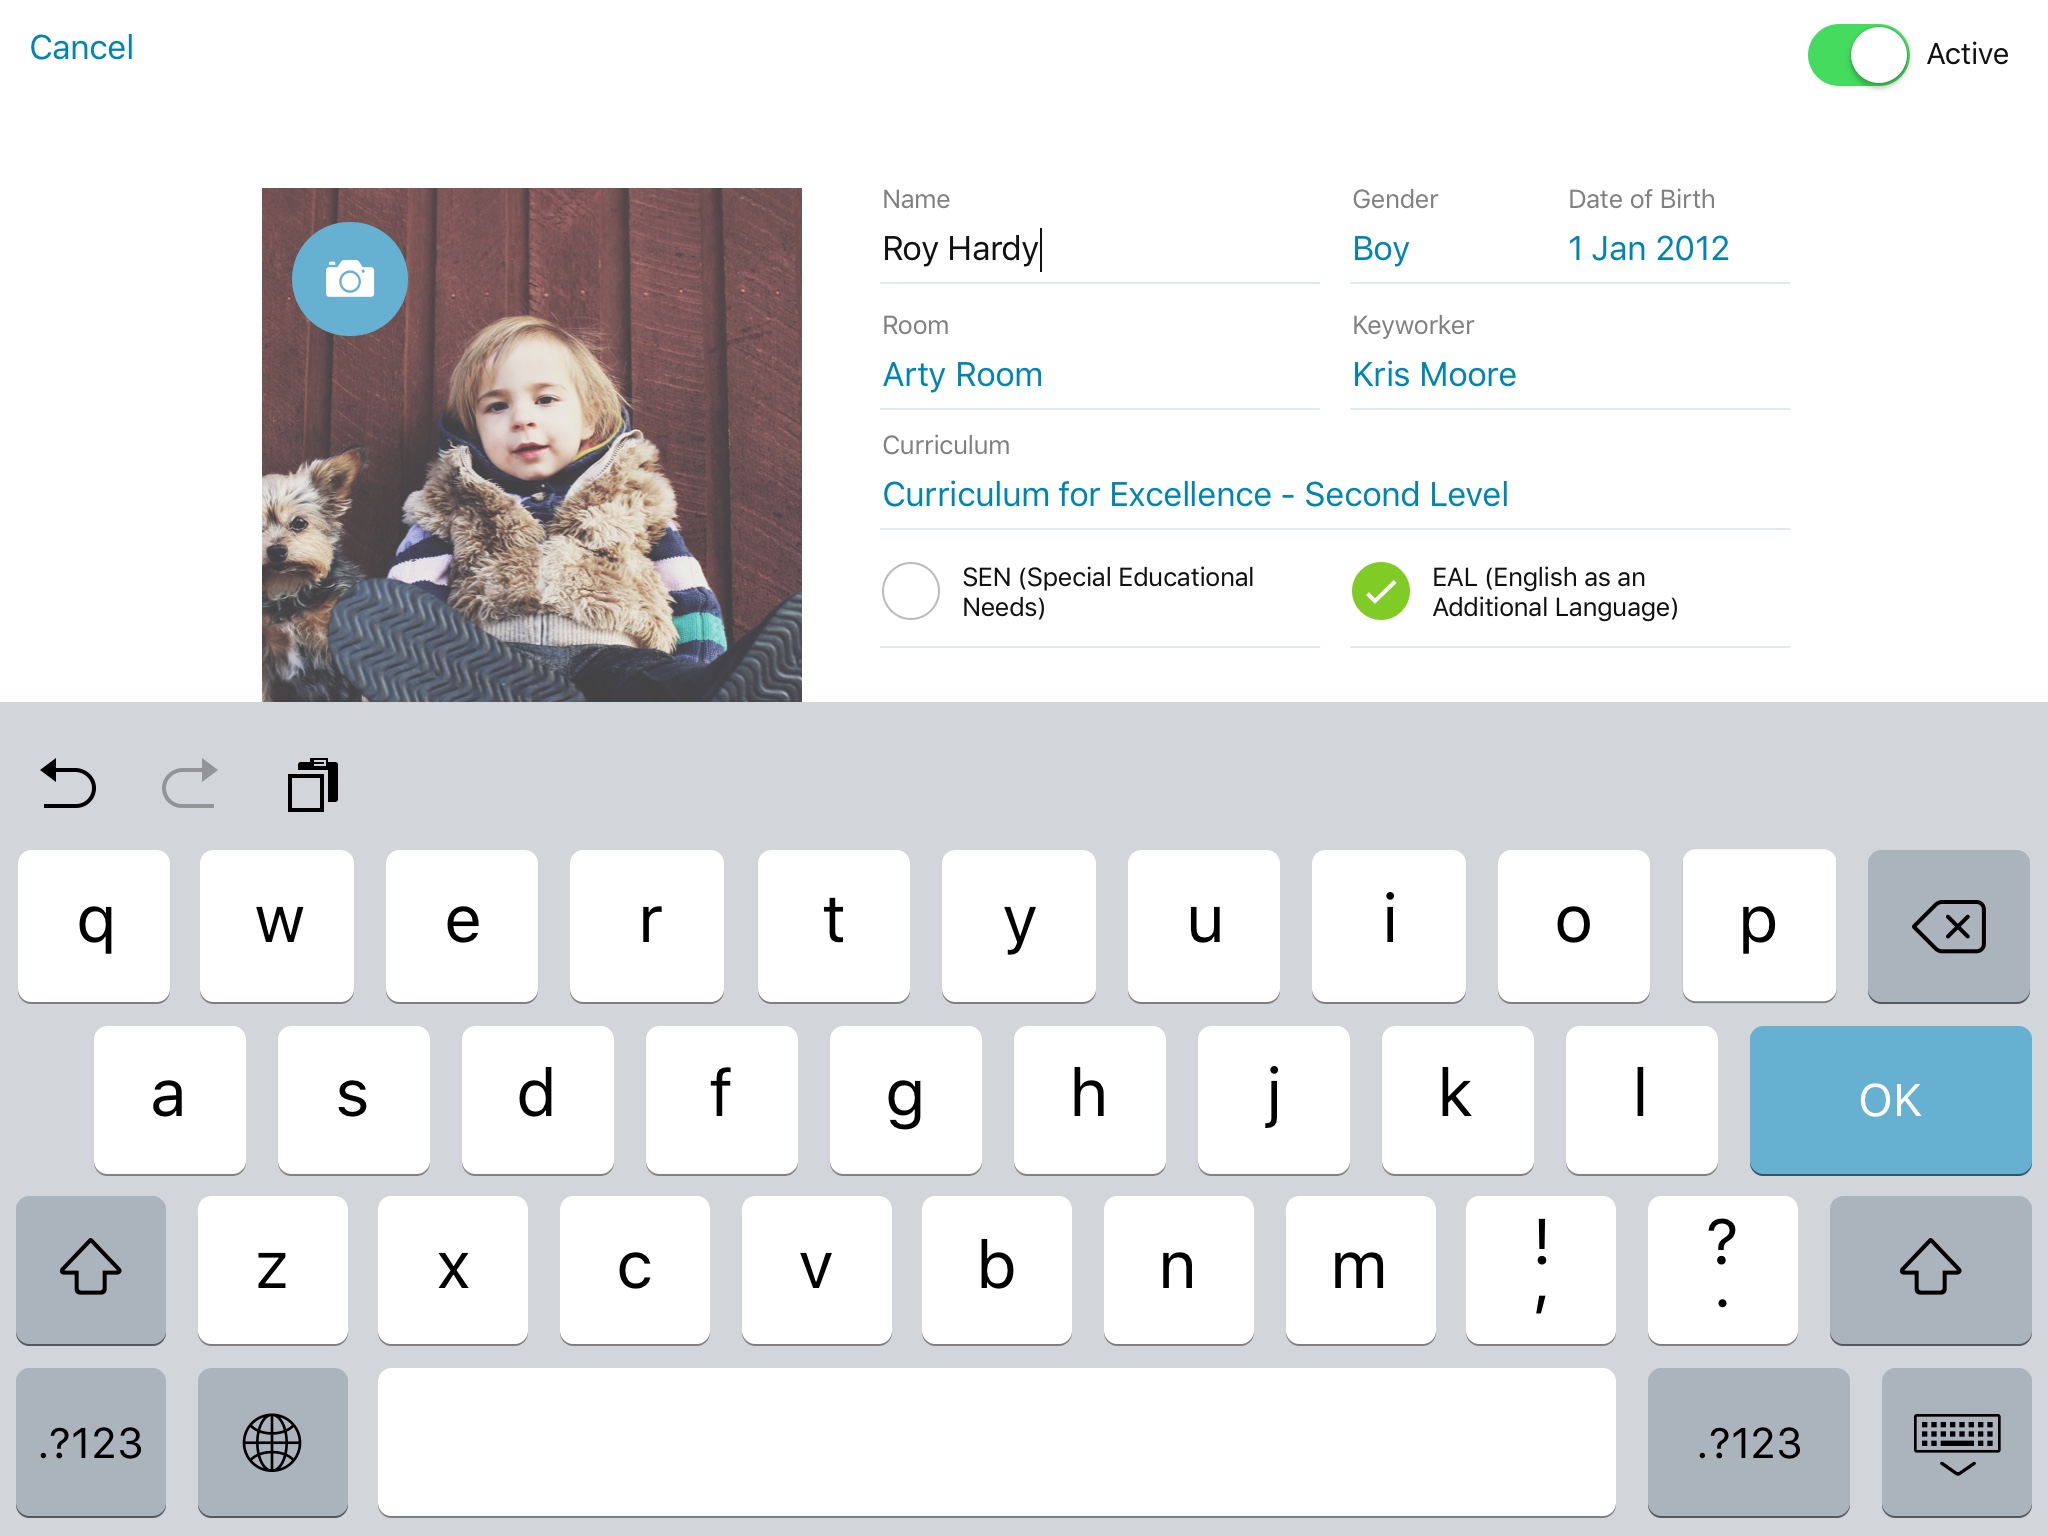 Cancel
Active
Name
Gender
Date of Birth
Roy Hardy
Boy
1 Jan 2012
Room
Keyworker
Arty Room
Kris Moore
Curriculum
Curriculum for Excellence - Second Level
SEN (Special Educational
Needs)
EAL (English as an
Additional Language)
q w e r t y u i o p
a s d f g h j k l OK
z x c v b n m ! , ? .
.?123 .?123